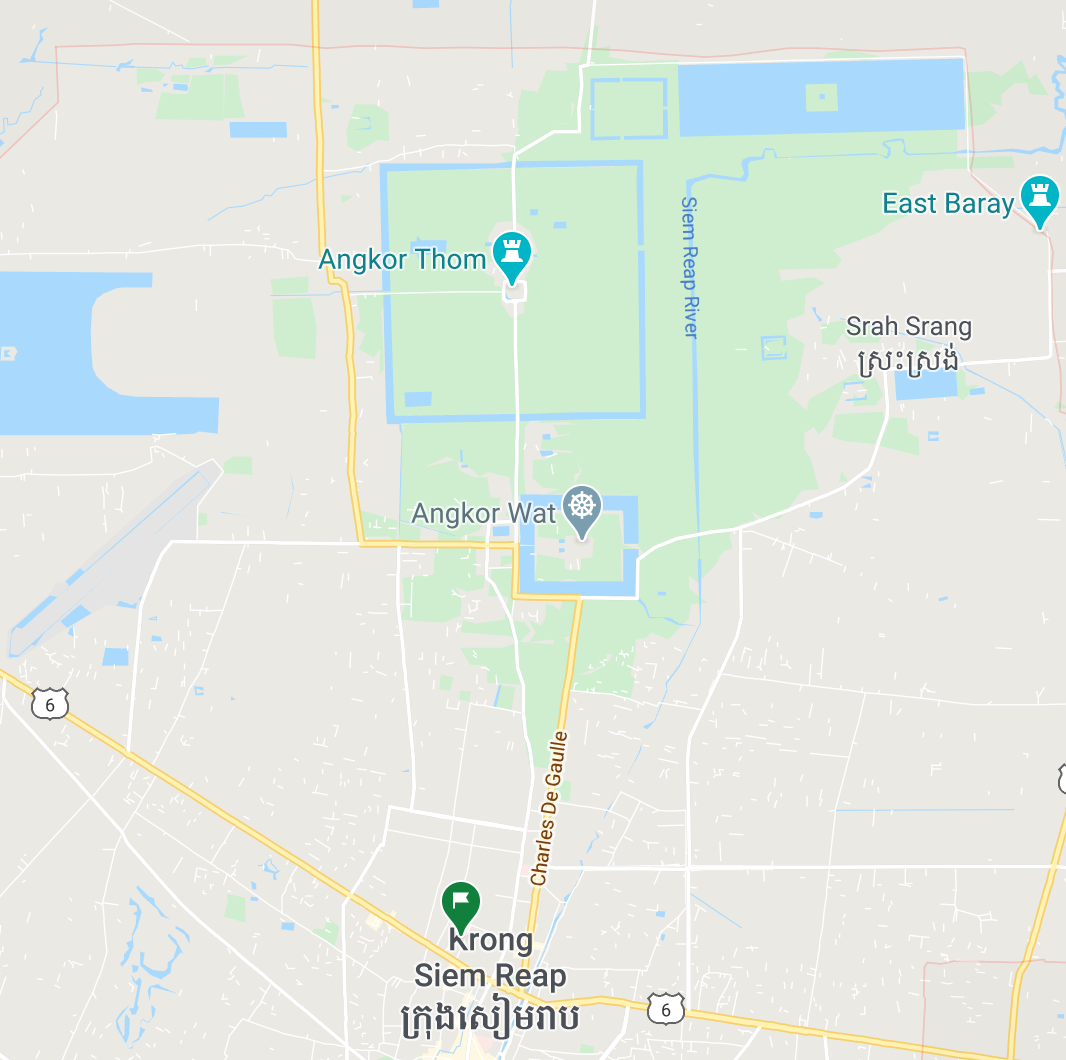 East Baray
Angkor Thom
Siem Reap River
Srah Srang
ស្រះស្រង់
Angkor Wat
6
Charles De Gaulle
Krong
Siem Reap
ក្រុងសៀមរាប
6